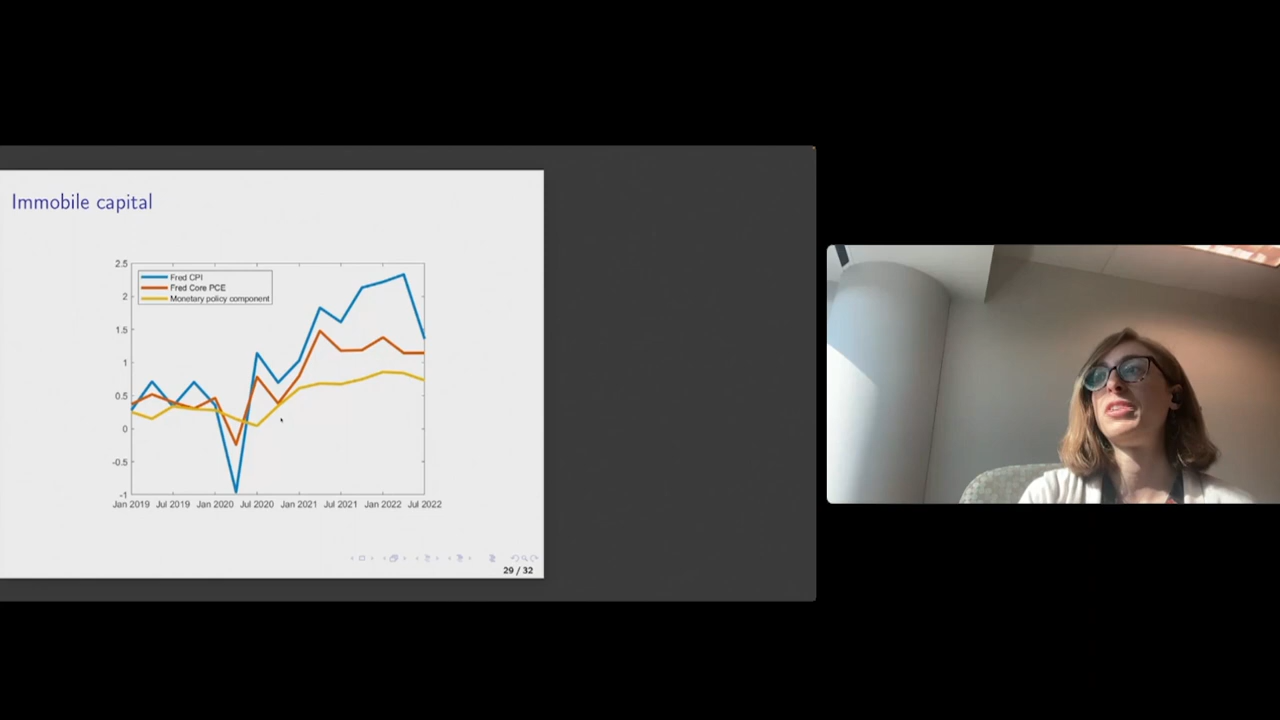 Immobile capital
2.5
2
1.5
1
0.5
0
-0.5
-1
Fred CPI
Fred Core PCE
Monetary policy component
Jan 2019 Jul 2019 Jan 2020 Jul 2020 Jan 2021 Jul 2021 Jan 2022 Jul 2022
29 / 32